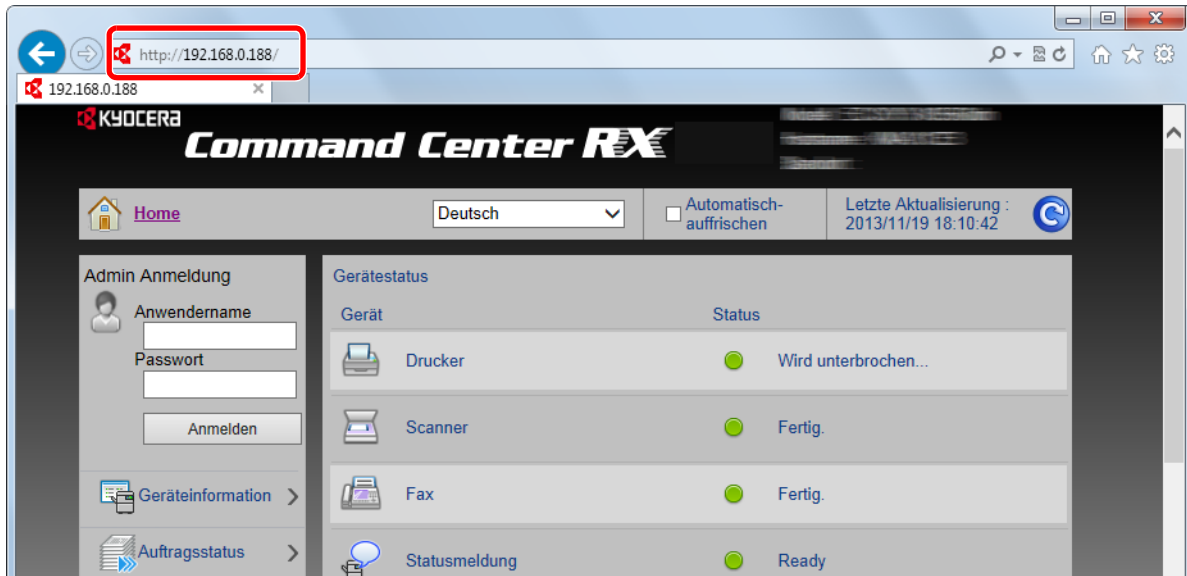 http://192.168.0.188/
192.168.0.188
KYOCERA
Command Center RX
Home
Deutsch
Automatisch-
auffrischen
Letzte Aktualisierung :
2013/11/19 18:10:42
Admin Anmeldung
Anwendername
Passwort
Anmelden
Geräteinformation
Auftragsstatus
Gerätestatus
Gerät Status
Drucker Wird unterbrochen...
Scanner Fertig.
Fax Fertig.
Statusmeldung Ready